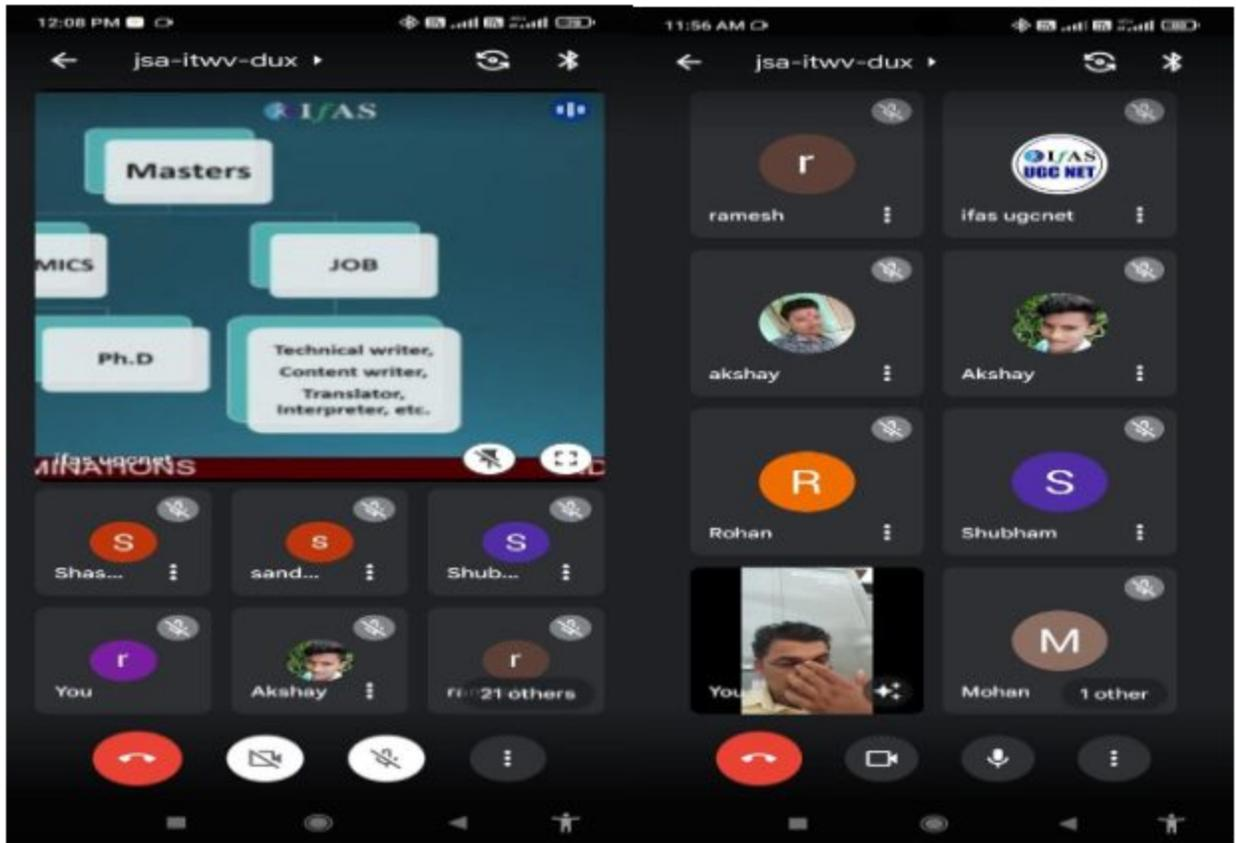 12:08 PM
jsa-itwv-dux
IfAS
Masters
MICS
JOB
Ph.D
Technical writer,
Content writer,
Translator,
Interpreter, etc.
ifas ugcnet
MINATIONS
S
Shas...
s
sand...
S
Shub...
r
You
Akshay
r
21 others
11:56 AM
jsa-itwv-dux
r
ramesh
IfAS
UGC NET
ifas ugcnet
akshay
Akshay
R
Rohan
S
Shubham
You
M
Mohan
1 other